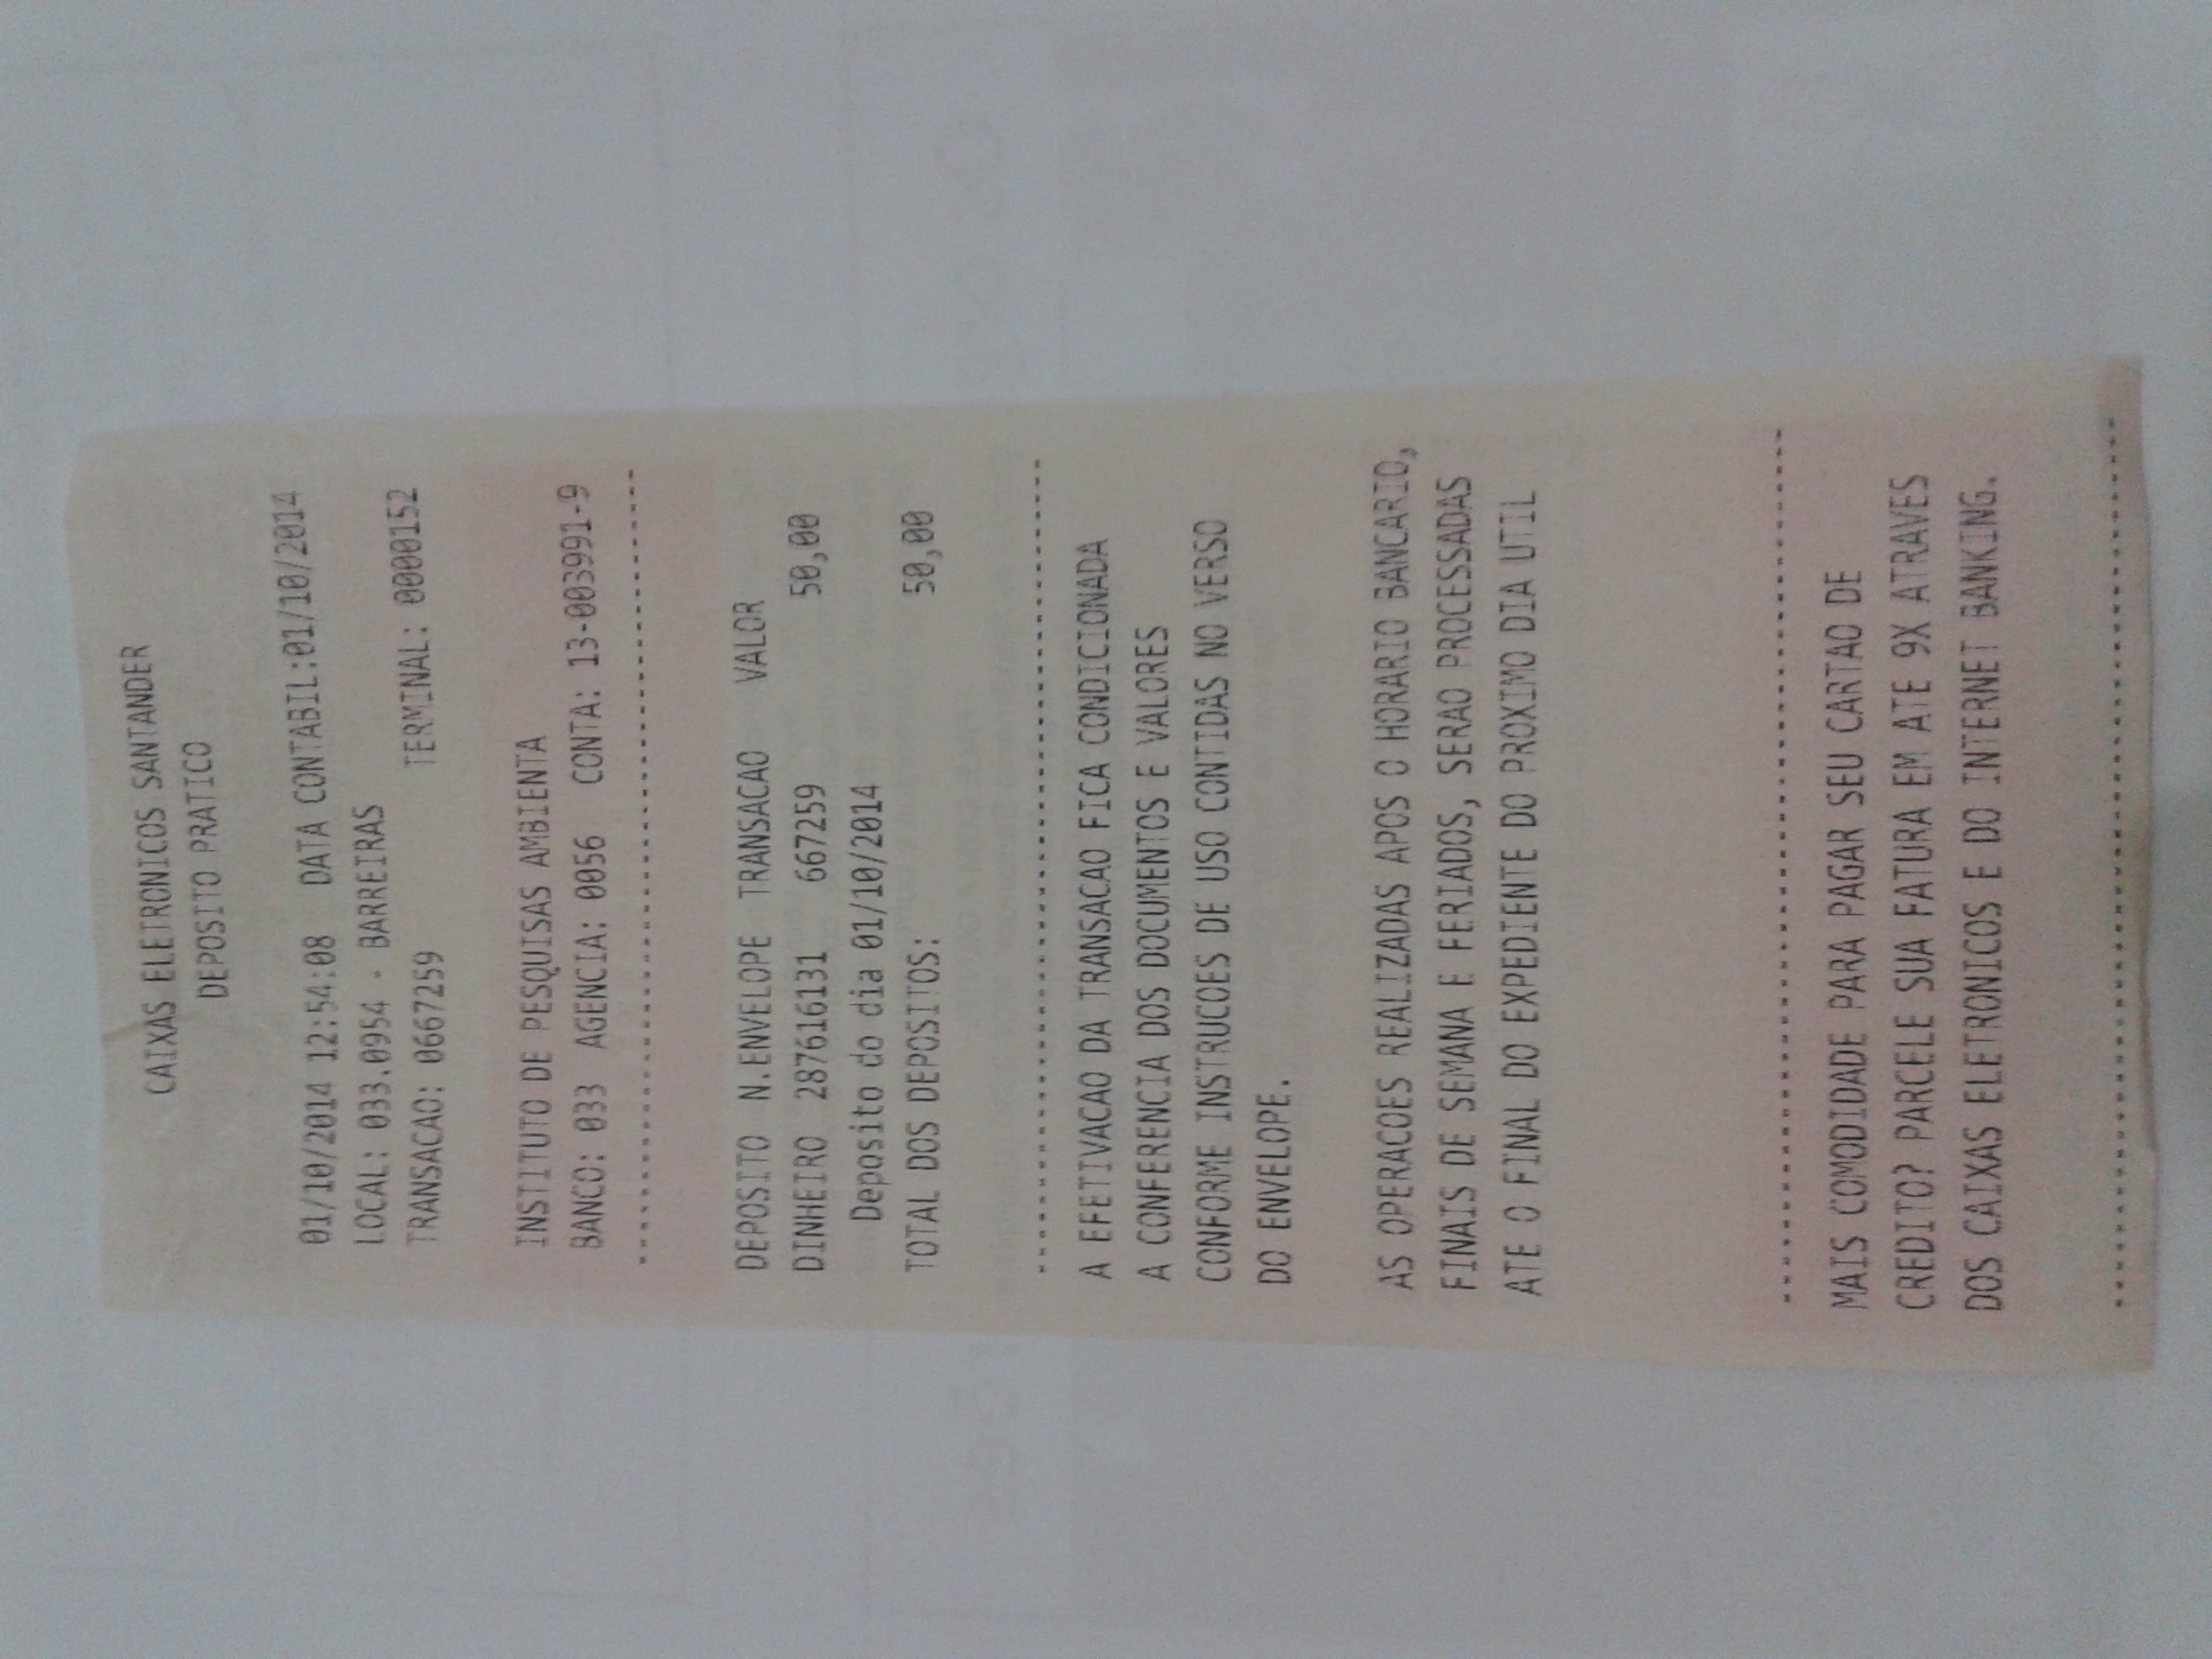 CAIXAS ELETRONICOS SANTANDER
DEPOSITO PRATICO
01/10/2014 12:54:08 DATA CONTABIL:01/10/2014
LOCAL: 033.0954 - BARREIRAS
TRANSACAO: 0667259 TERMINAL: 0000152
INSTITUTO DE PESQUISAS AMBIENTA
BANCO: 033 AGENCIA: 0056 CONTA: 13-003991-9
DEPOSITO N.ENVELOPE TRANSACAO VALOR
DINHEIRO 287616131 667259 50,00
Deposito do dia 01/10/2014
TOTAL DOS DEPOSITOS: 50,00
A EFETIVACAO DA TRANSACAO FICA CONDICIONADA
A CONFERENCIA DOS DOCUMENTOS E VALORES
CONFORME INSTRUCOES DE USO CONTIDAS NO VERSO
DO ENVELOPE.
AS OPERACOES REALIZADAS APOS O HORARIO BANCARIO,
FINAIS DE SEMANA E FERIADOS, SERAO PROCESSADAS
ATE O FINAL DO EXPEDIENTE DO PROXIMO DIA UTIL
MAIS COMODIDADE PARA PAGAR SEU CARTAO DE
CREDITO? PARCELE SUA FATURA EM ATE 9X ATRAVES
DOS CAIXAS ELETRONICOS E DO INTERNET BANKING.